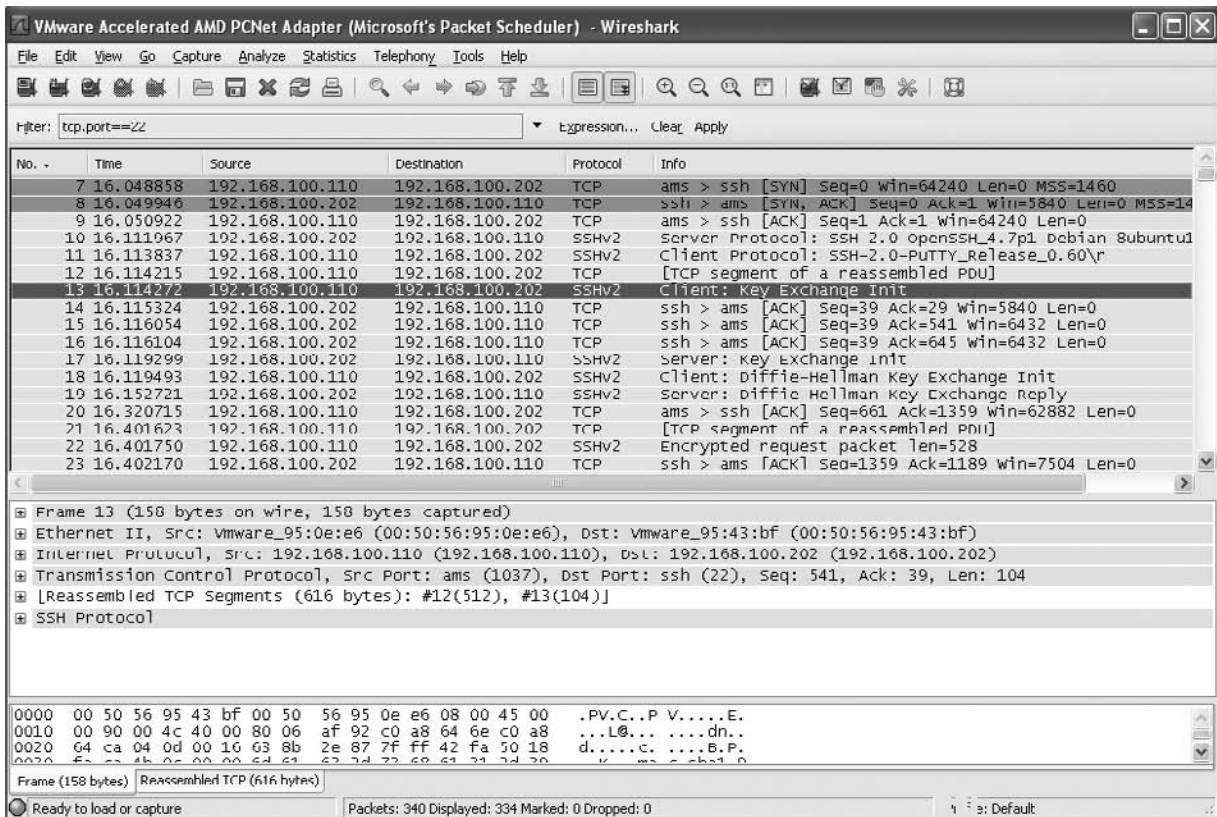 VMware Accelerated AMD PCNet Adapter (Microsoft's Packet Scheduler) - Wireshark
File Edit View Go Capture Analyze Statistics Telephony Tools Help
Filter: tcp.port==22 Expression... Clear Apply
No. Time Source Destination Protocol Info
7 16.048858 192.168.100.110 192.168.100.202 TCP ams > ssh [SYN] Seq=0 Win=64240 Len=0 MSS=1460
8 16.049946 192.168.100.202 192.168.100.110 TCP ssh > ams [SYN, ACK] Seq=0 Ack=1 Win=5840 Len=0 MSS=14
9 16.050922 192.168.100.110 192.168.100.202 TCP ams > ssh [ACK] Seq=1 Ack=1 Win=64240 Len=0
10 16.111967 192.168.100.202 192.168.100.110 SSHv2 Server Protocol: SSH 2.0 OpenSSH_4.7p1 Debian 8ubuntu1
11 16.113837 192.168.100.110 192.168.100.202 SSHv2 Client Protocol: SSH-2.0-PuTTY_Release_0.60\r
12 16.114215 192.168.100.110 192.168.100.202 TCP [TCP segment of a reassembled PDU]
13 16.114272 192.168.100.110 192.168.100.202 SSHv2 Client: Key Exchange Init
14 16.115324 192.168.100.202 192.168.100.110 TCP ssh > ams [ACK] Seq=39 Ack=29 Win=5840 Len=0
15 16.116054 192.168.100.202 192.168.100.110 TCP ssh > ams [ACK] Seq=39 Ack=541 Win=6432 Len=0
16 16.116104 192.168.100.202 192.168.100.110 TCP ssh > ams [ACK] Seq=39 Ack=645 Win=6432 Len=0
17 16.119299 192.168.100.202 192.168.100.110 SSHv2 Server: Key Exchange Init
18 16.119493 192.168.100.110 192.168.100.202 SSHv2 Client: Diffie-Hellman Key Exchange Init
19 16.152721 192.168.100.202 192.168.100.110 SSHv2 Server: Diffie Hellman Key Exchange Reply
20 16.320715 192.168.100.110 192.168.100.202 TCP ams > ssh [ACK] Seq=661 Ack=1359 Win=62882 Len=0
21 16.401623 192.168.100.110 192.168.100.202 TCP [TCP segment of a reassembled PDU]
22 16.401750 192.168.100.110 192.168.100.202 SSHv2 Encrypted request packet len=528
23 16.402170 192.168.100.202 192.168.100.110 TCP ssh > ams [ACK] Seq=1359 Ack=1189 Win=7504 Len=0
Frame 13 (158 bytes on wire, 158 bytes captured)
Ethernet II, Src: Vmware_95:0e:e6 (00:50:56:95:0e:e6), Dst: Vmware_95:43:bf (00:50:56:95:43:bf)
Internet Protocol, Src: 192.168.100.110 (192.168.100.110), Dst: 192.168.100.202 (192.168.100.202)
Transmission Control Protocol, Src Port: ams (1037), Dst Port: ssh (22), Seq: 541, Ack: 39, Len: 104
[Reassembled TCP Segments (616 bytes): #12(512), #13(104)]
SSH Protocol
0000 00 50 56 95 43 bf 00 50 56 95 0e e6 08 00 45 00 .PV.C..P V.....E.
0010 00 90 00 4c 40 00 80 06 af 92 c0 a8 64 6e c0 a8 ...L@... ....dn..
0020 64 ca 04 0d 00 16 63 8b 2e 87 7f ff 42 fa 50 18 d.....c. ....B.P.
Frame (158 bytes) Reassembled TCP (616 bytes)
Ready to load or capture Packets: 340 Displayed: 334 Marked: 0 Dropped: 0 e: Default